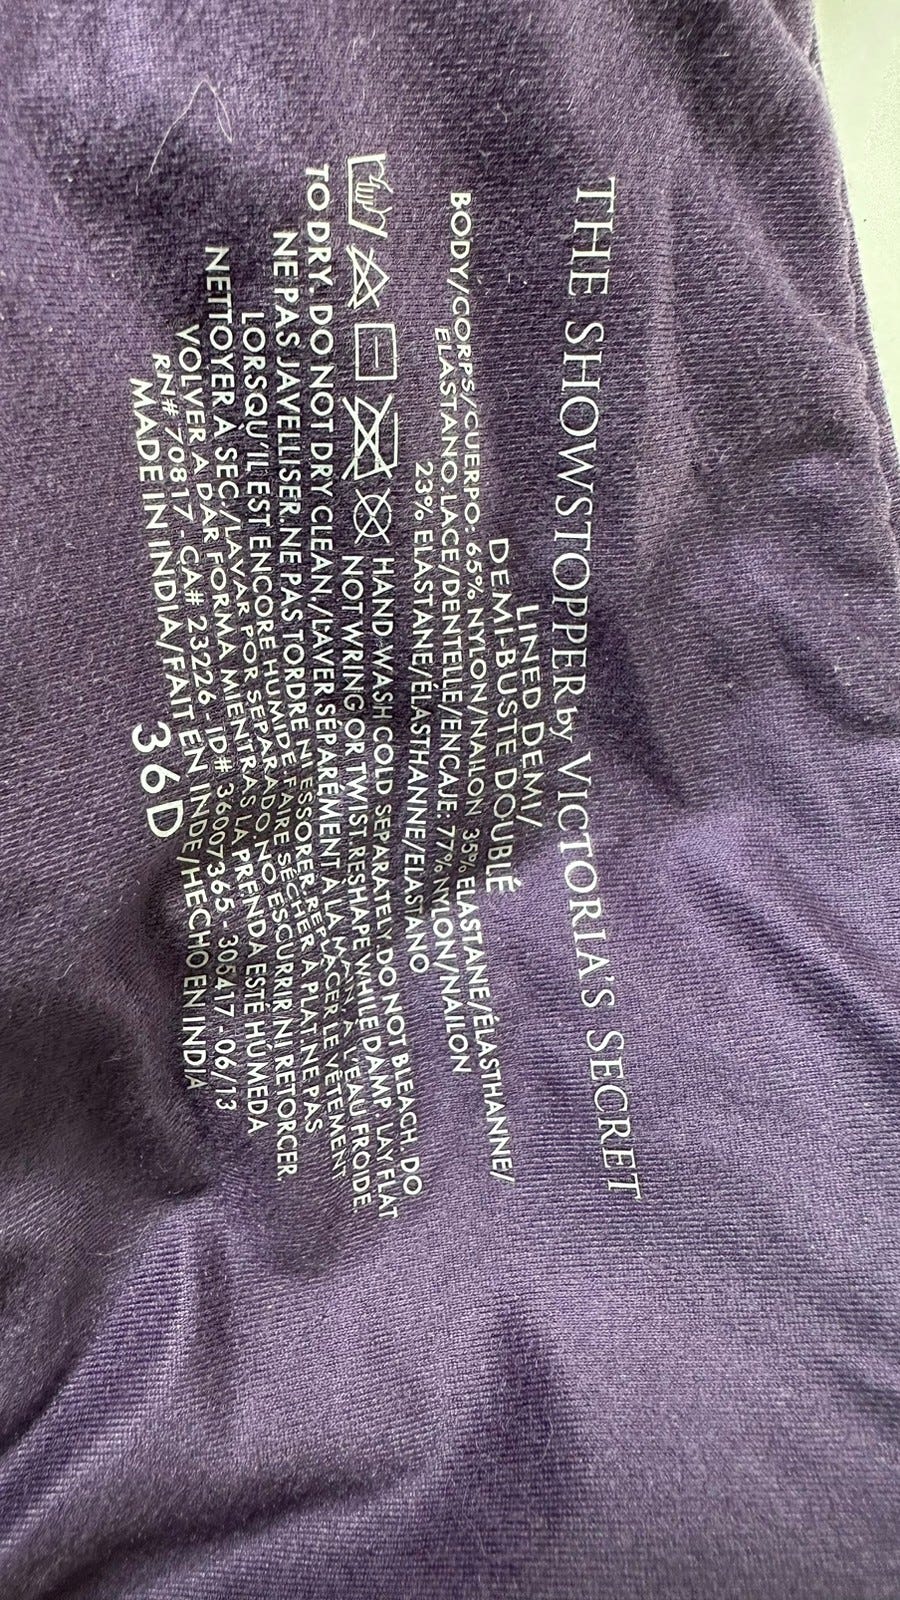 THE SHOWSTOPPER by VICTORIA'S SECRET
LINED DEMI/
DEMI-BUSTE DOUBLÉ
BODY/CORPS/CUERPO: 65% NYLON/NAILON 35% ELASTANE/ÉLASTHANNE/
ELASTANO.LACE/DENTELLE/ENCAJE: 77% NYLON/NAILON
23% ELASTANE/ÉLASTHANNE/ELASTANO
HAND WASH COLD SEPARATELY.DO NOT BLEACH. DO
NOT WRING OR TWIST. RESHAPE WHILE DAMP. LAY FLAT
TO DRY. DO NOT DRY CLEAN./LAVER SÉPARÉMENT À LA MAIN À L'EAU FROIDE.
NE PAS JAVELLISER. NE PAS TORDRE NI ESSORER. REPLACER LE VÊTEMENT
LORSQU'IL EST ENCORE HUMIDE. FAIRE SÉCHER À PLAT. NE PAS
NETTOYER À SEC./LAVAR POR SEPARADO. NO ESCURRIR NI RETORCER.
VOLVER A DAR FORMA MIENTRAS LA PRENDA ESTÉ HÚMEDA
RN# 70817 - CA# 23226 - ID# 36007365 - 305417 - 06/13
MADE IN INDIA/FAIT EN INDE/HECHO EN INDIA
36D